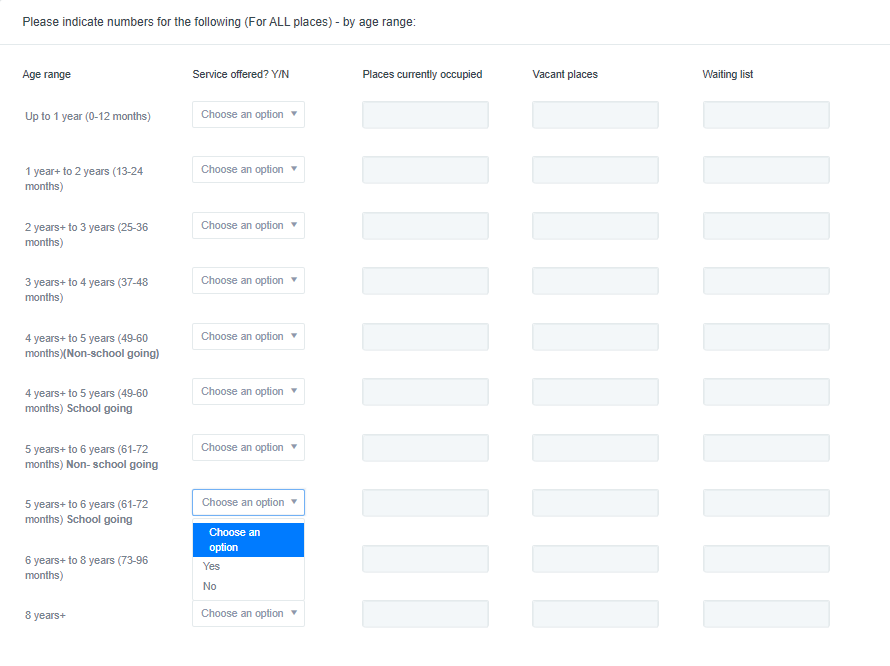 Please indicate numbers for the following (For ALL places) - by age range:
Age range Service offered? Y/N Places currently occupied Vacant places Waiting list
Up to 1 year (0-12 months) Choose an option
1 year+ to 2 years (13-24 Choose an option
months)
2 years+ to 3 years (25-36 Choose an option
months)
3 years+ to 4 years (37-48 Choose an option
months)
4 years+ to 5 years (49-60 Choose an option
months)(Non-school going)
4 years+ to 5 years (49-60 Choose an option
months) School going
5 years+ to 6 years (61-72 Choose an option
months) Non- school going
5 years+ to 6 years (61-72 Choose an option
months) School going
Choose an
option
6 years+ to 8 years (73-96 Yes
months) No
8 years+ Choose an option